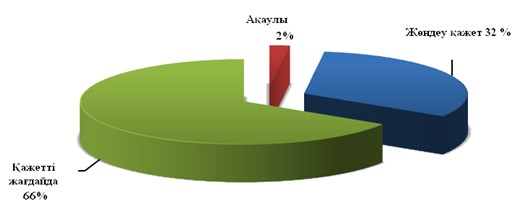 Ақаулы
2%
Жөндеу қажет 32 %
Қажетті
жағдайда
66%